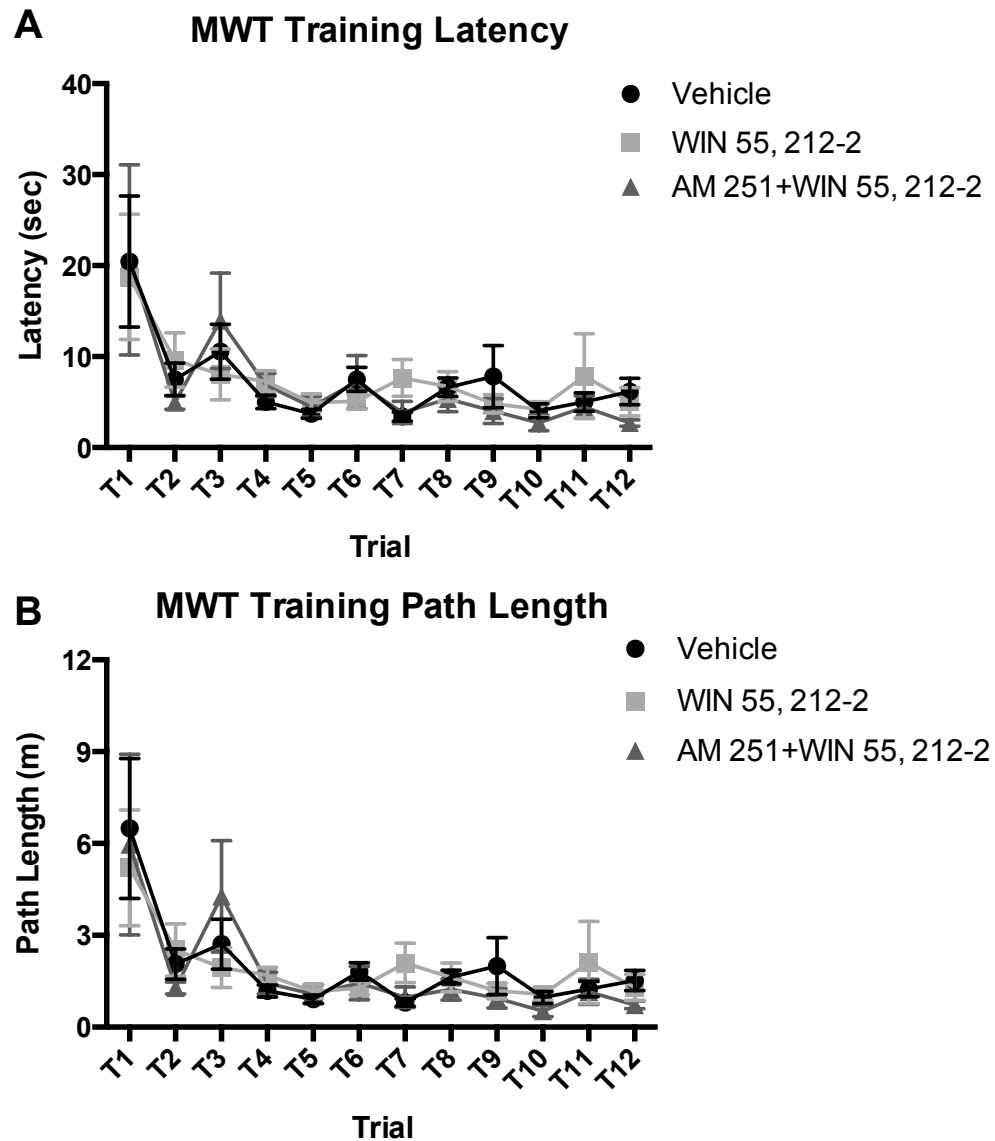 A
MWT Training Latency
Vehicle
WIN 55, 212-2
AM 251+WIN 55, 212-2
40
30
20
10
0
Latency (sec)
T1 T2 T3 T4 T5 T6 T7 T8 T9 T10 T11 T12
Trial
B
MWT Training Path Length
Vehicle
WIN 55, 212-2
AM 251+WIN 55, 212-2
12
9
6
3
0
Path Length (m)
T1 T2 T3 T4 T5 T6 T7 T8 T9 T10 T11 T12
Trial